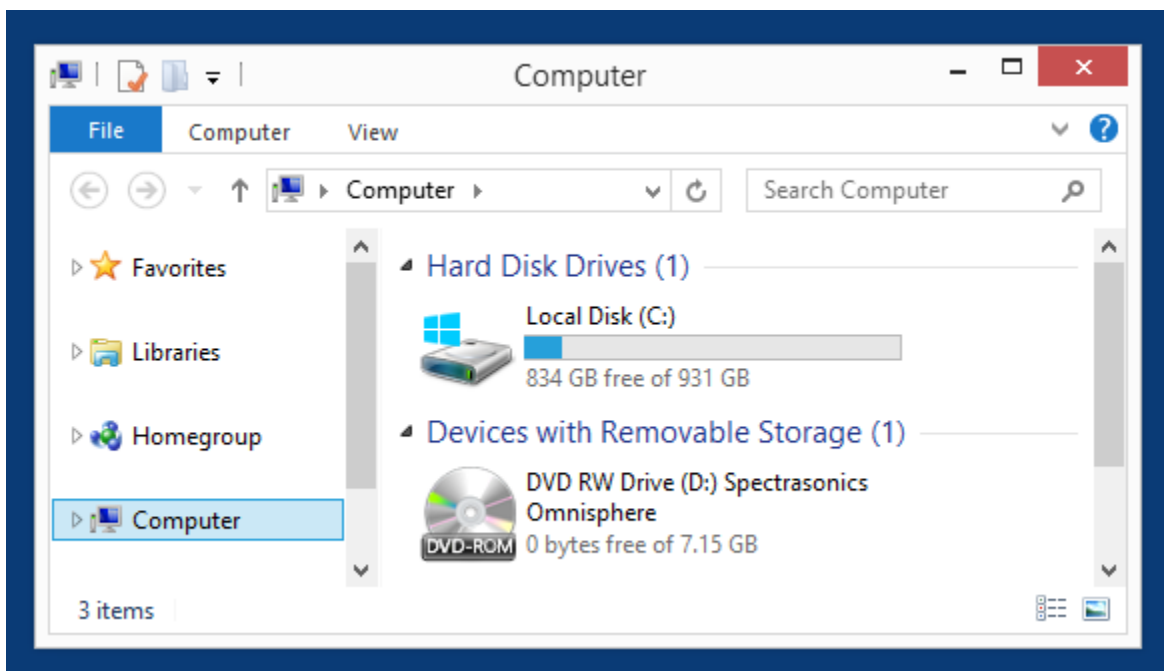 Computer
File Computer View
Computer
Search Computer
Favorites
Libraries
Homegroup
Computer
Hard Disk Drives (1)
Local Disk (C:)
834 GB free of 931 GB
Devices with Removable Storage (1)
DVD RW Drive (D:) Spectrasonics
Omnisphere
DVD-ROM
0 bytes free of 7.15 GB
3 items